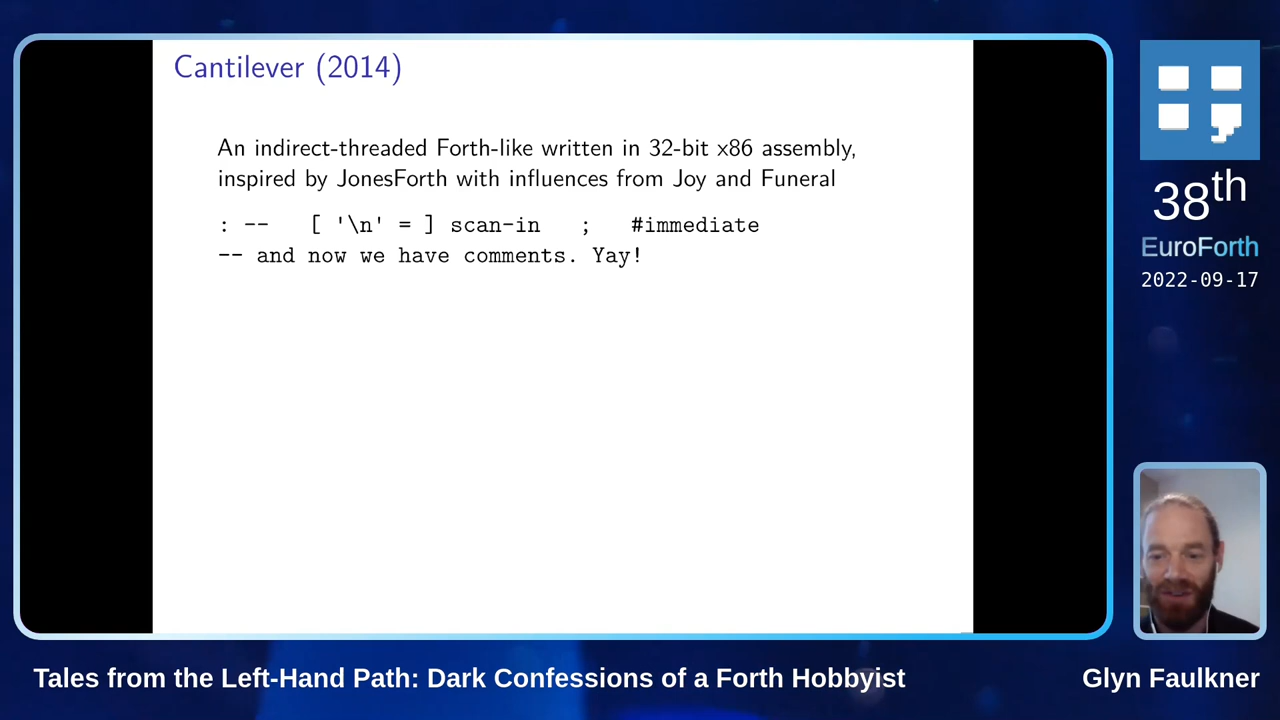 Cantilever (2014)
An indirect-threaded Forth-like written in 32-bit x86 assembly,
inspired by JonesForth with influences from Joy and Funeral
: --   [ '\n' = ] scan-in   ;   #immediate
-- and now we have comments. Yay!
38th
EuroForth
2022-09-17
Tales from the Left-Hand Path: Dark Confessions of a Forth Hobbyist
Glyn Faulkner